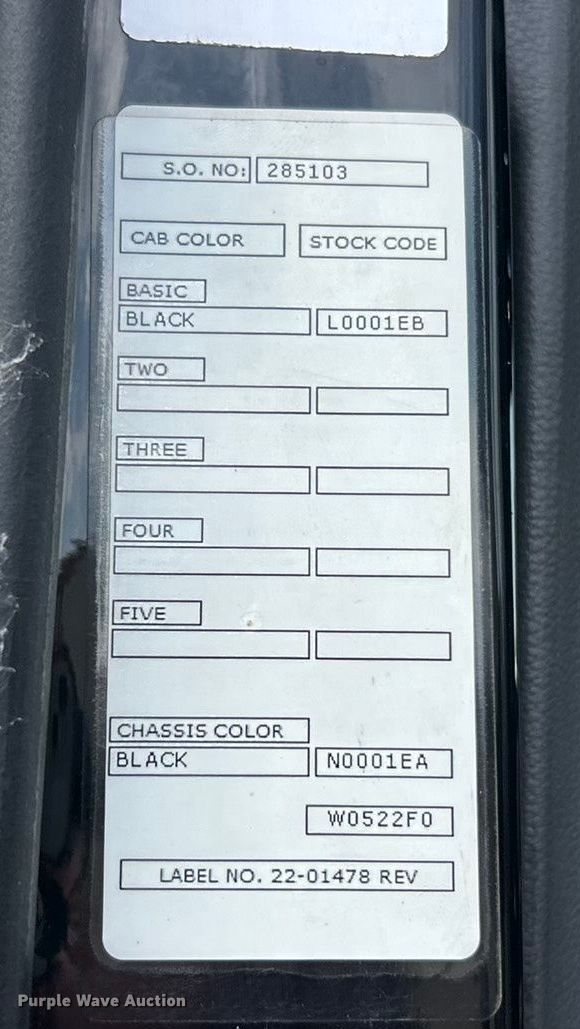 S.O. NO: 285103
CAB COLOR STOCK CODE
BASIC
BLACK L0001EB
TWO
THREE
FOUR
FIVE
CHASSIS COLOR
BLACK N0001EA
W0522F0
LABEL NO. 22-01478 REV
Purple Wave Auction